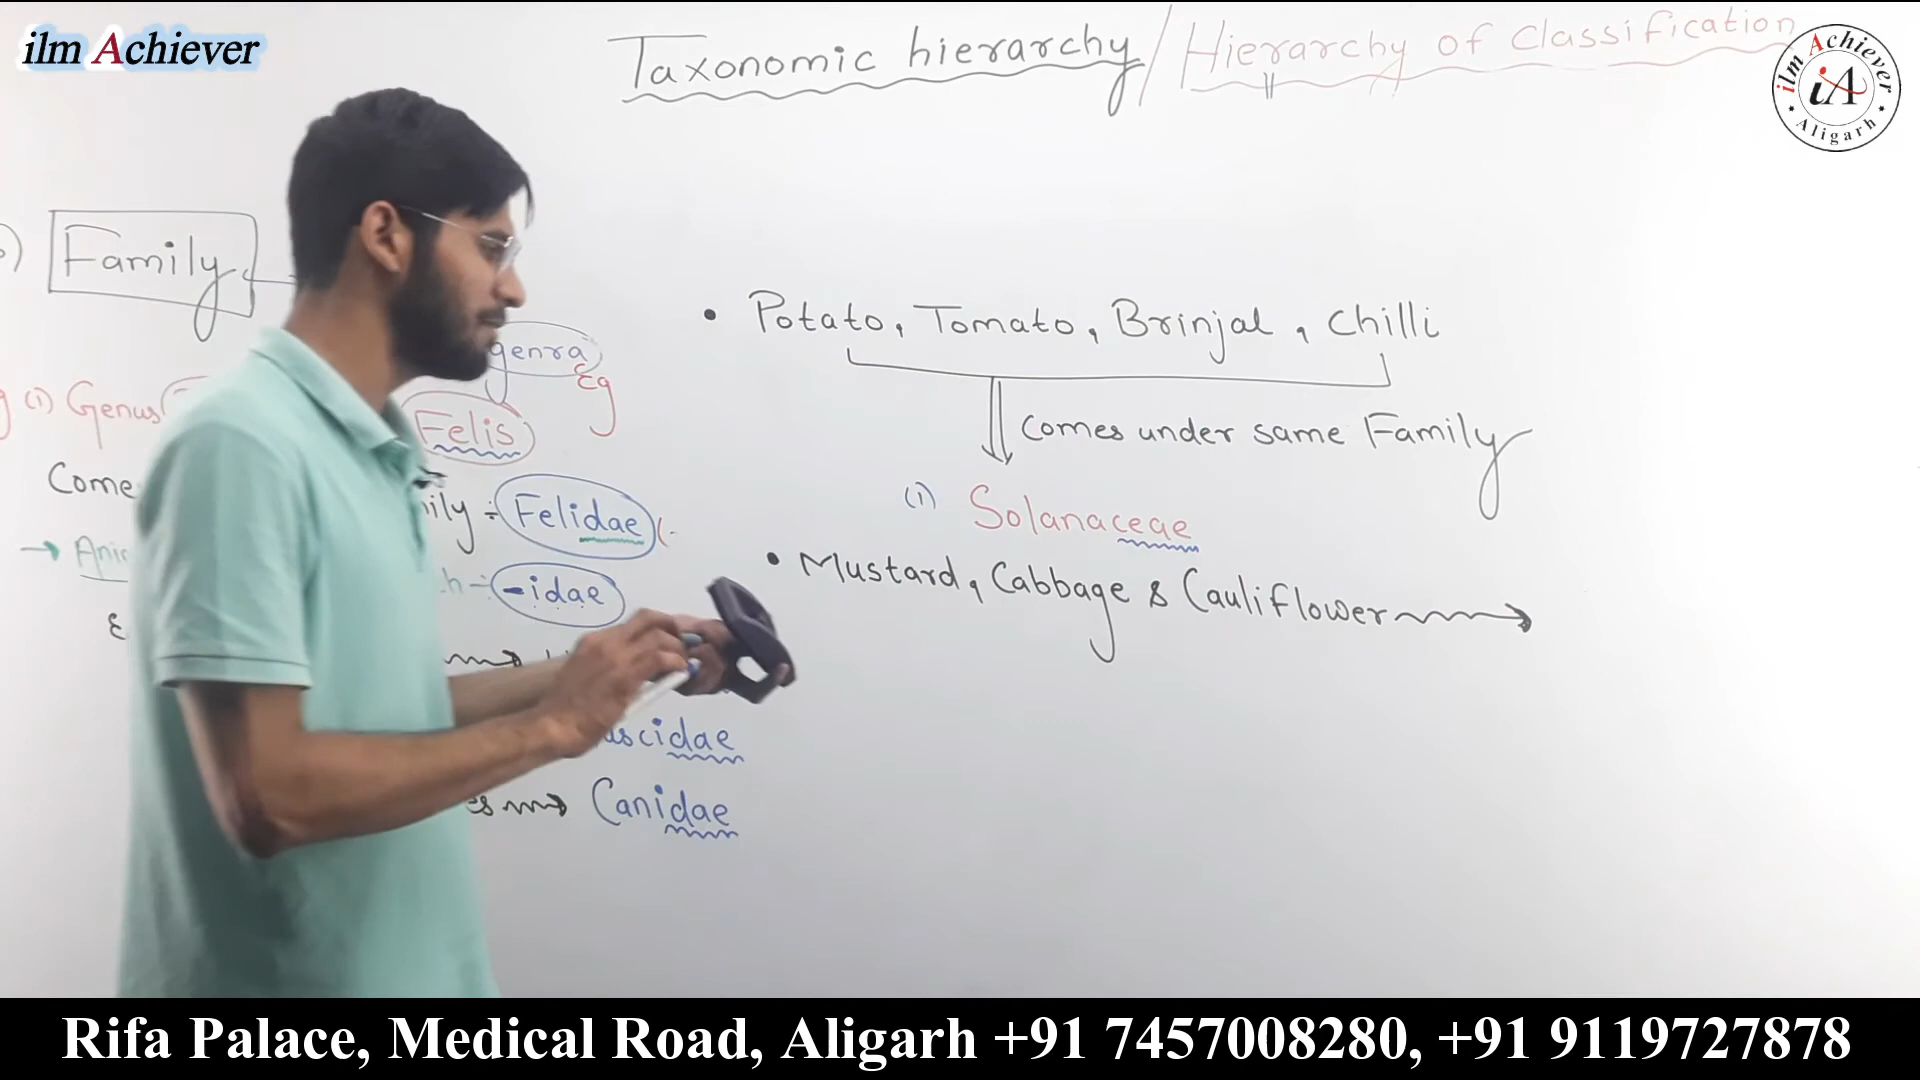 ilm Achiever
Taxonomic hierarchy / Hierarchy of Classification
ilm Achiever
iA
Aligarh
Family
genra
Eg
(i) Genus
Felis
Come
Felidae
-idae
Canidae
• Potato, Tomato, Brinjal, Chilli
Comes under same Family
(i) Solanaceae
• Mustard, Cabbage & Cauliflower
Rifa Palace, Medical Road, Aligarh +91 7457008280, +91 9119727878